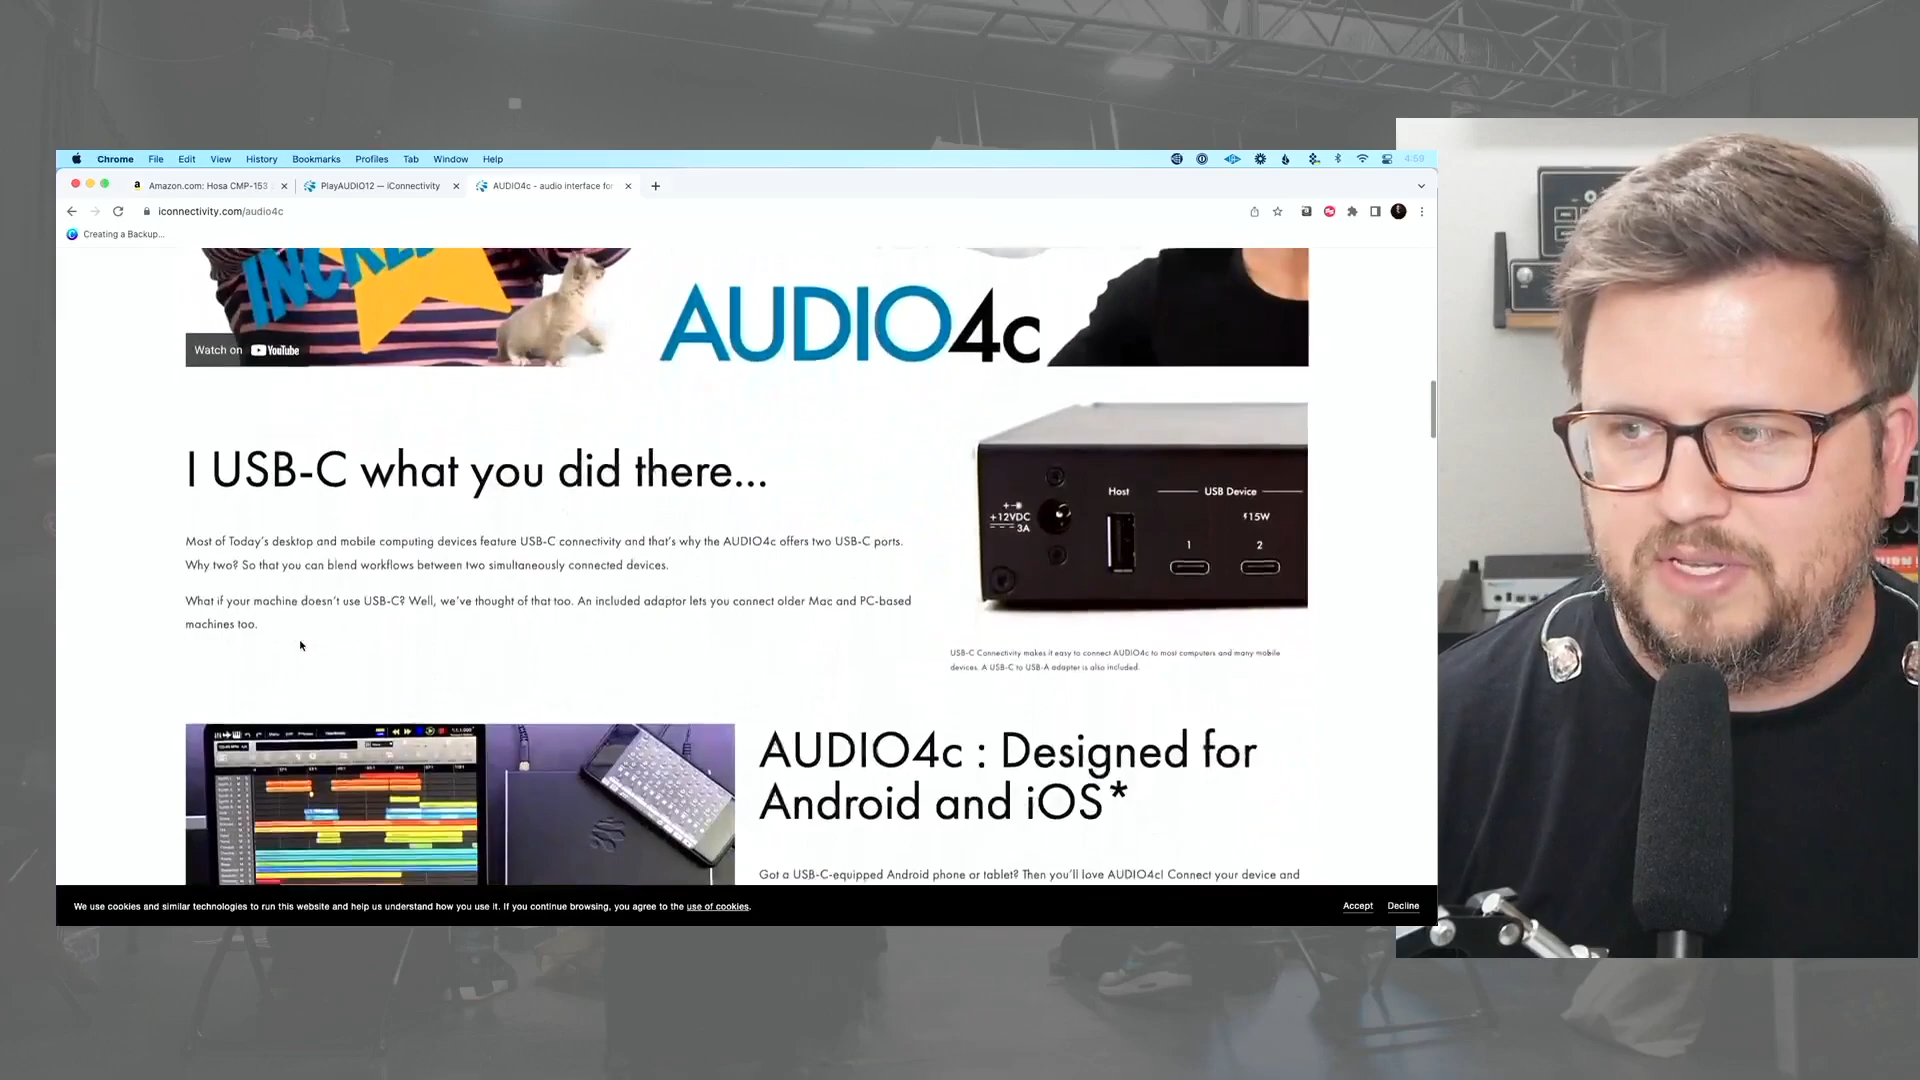 Chrome File Edit View History Bookmarks Profiles Tab Window Help 4:59
Amazon.com: Hosa CMP-153
PlayAUDIO12 — iConnectivity
AUDIO4c - audio interface for
iconnectivity.com/audio4c
Creating a Backup...
Watch on YouTube
AUDIO4c
I USB-C what you did there...
Most of Today's desktop and mobile computing devices feature USB-C connectivity and that's why the AUDIO4c offers two USB-C ports.
Why two? So that you can blend workflows between two simultaneously connected devices.
What if your machine doesn't use USB-C? Well, we've thought of that too. An included adaptor lets you connect older Mac and PC-based
machines too.
Host USB Device
+12VDC
3A
15W
1 2
USB-C Connectivity makes it easy to connect AUDIO4c to most computers and many mobile
devices. A USB-C to USB-A adapter is also included.
AUDIO4c : Designed for
Android and iOS*
Got a USB-C-equipped Android phone or tablet? Then you'll love AUDIO4c! Connect your device and
We use cookies and similar technologies to run this website and help us understand how you use it. If you continue browsing, you agree to the use of cookies.
Accept Decline